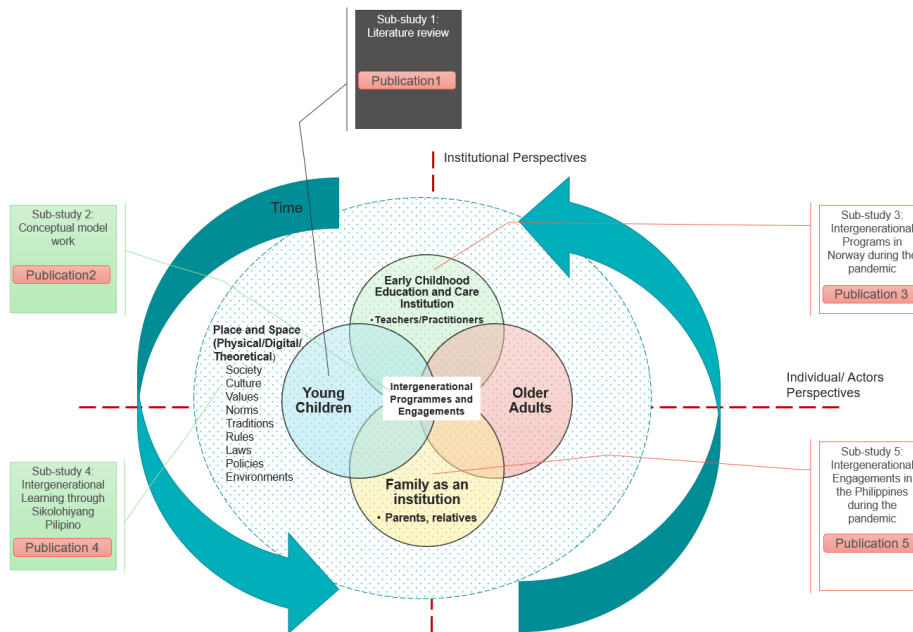 Sub-study 1:
Literature review
Publication1
Institutional Perspectives
Time
Sub-study 2:
Conceptual model
work
Publication2
Sub-study 3:
Intergenerational
Programs in
Norway during the
pandemic
Publication 3
Early Childhood
Education and Care
Institution
•Teachers/Practitioners
Place and Space
(Physical/Digital/
Theoretical)
Society
Culture
Values
Norms
Traditions
Rules
Laws
Policies
Environments
Young
Children
Intergenerational
Programmes and
Engagements
Older
Adults
Individual/ Actors
Perspectives
Family as an
institution
• Parents, relatives
Sub-study 4:
Intergenerational
Learning through
Sikolohiyang
Pilipino
Publication 4
Sub-study 5:
Intergenerational
Engagements in
the Philippines
during the
pandemic
Publication 5